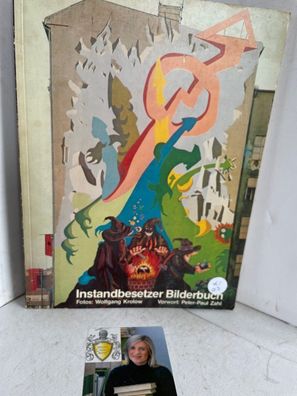 Instandbesetzer Bilderbuch
Fotos: Wolfgang Krolow Vorwort: Peter-Paul Zahl